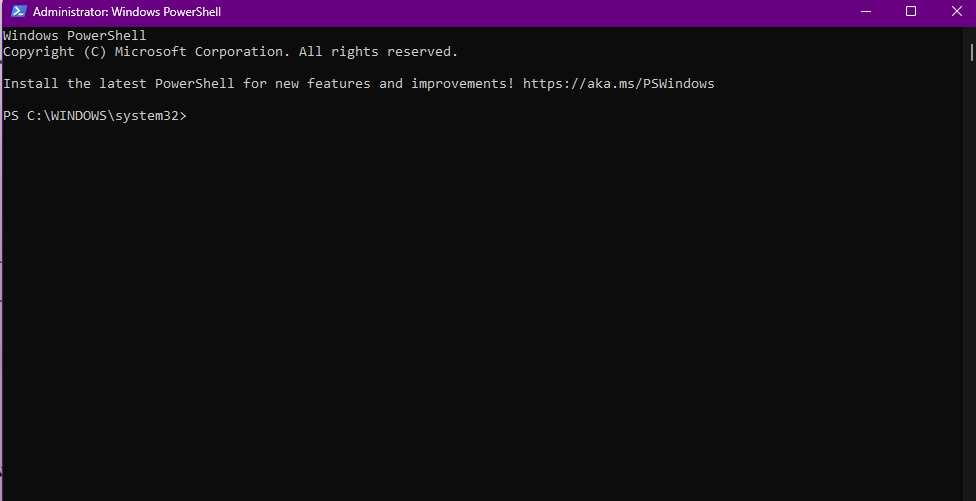 Administrator: Windows PowerShell
Windows PowerShell
Copyright (C) Microsoft Corporation. All rights reserved.
Install the latest PowerShell for new features and improvements! https://aka.ms/PSWindows
PS C:\WINDOWS\system32>